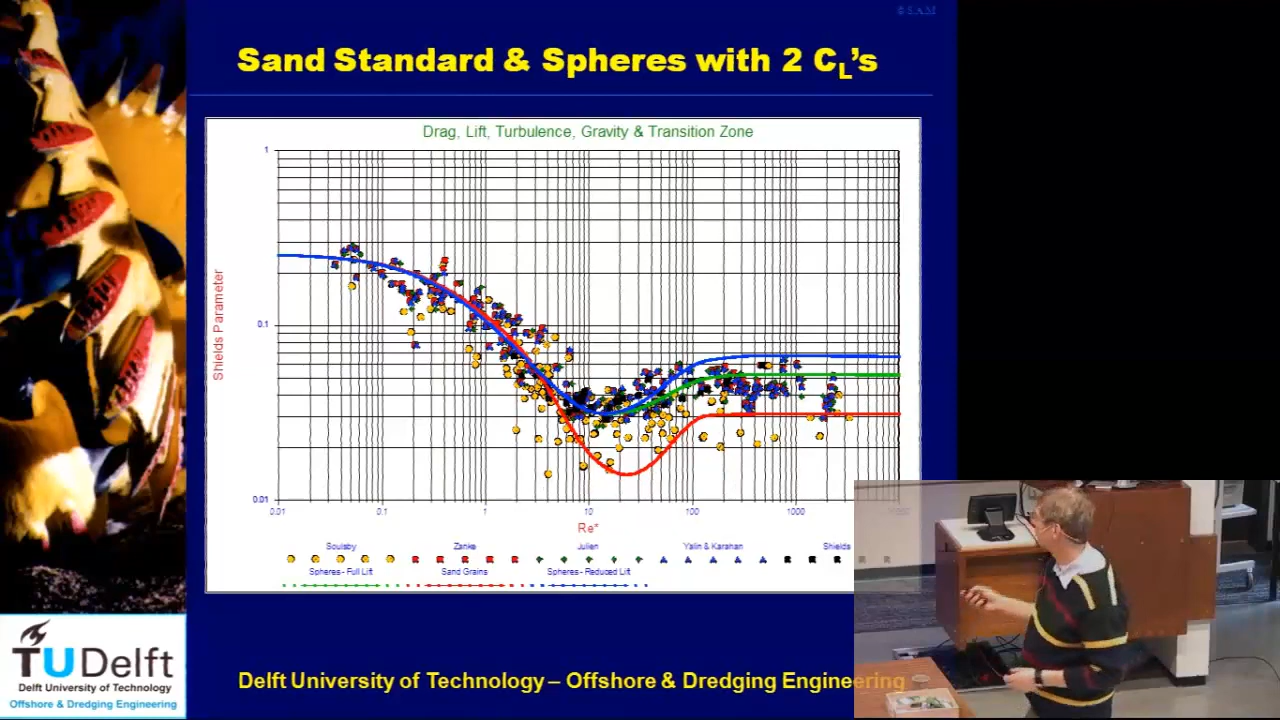 © S.A.M
Sand Standard & Spheres with 2 CL's
Drag, Lift, Turbulence, Gravity & Transition Zone
1
0.1
0.01
Shields Parameter
0.01 0.1 1 10 100 1000
Re*
Soulsby Zanke Julien Yalin & Karahan Shields
Spheres - Full Lift Sand Grains Spheres - Reduced Lift
TU Delft
Delft University of Technology
Offshore & Dredging Engineering
Delft University of Technology – Offshore & Dredging Engineering